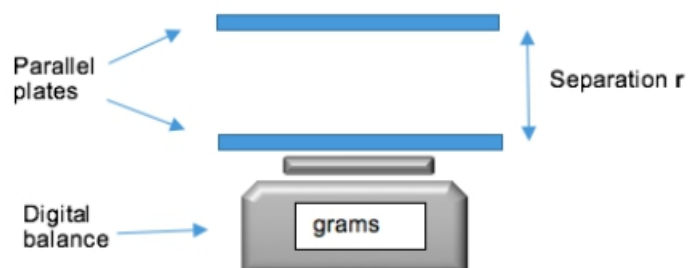 Parallel
plates
Separation r
Digital
balance
grams